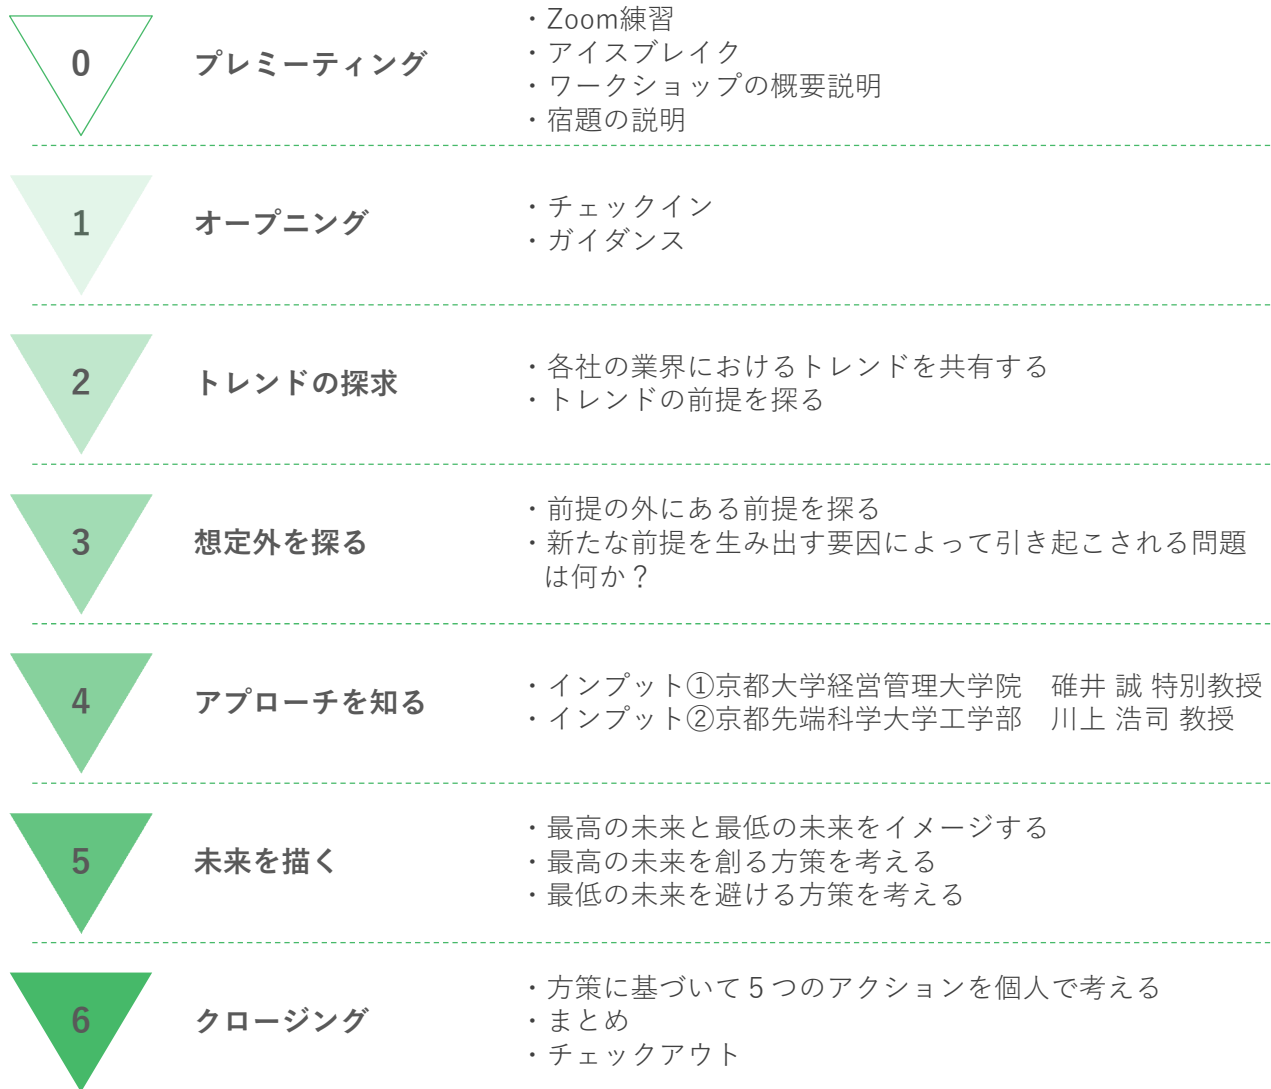 0
プレミーティング
・Zoom練習
・アイスブレイク
・ワークショップの概要説明
・宿題の説明
1
オープニング
・チェックイン
・ガイダンス
2
トレンドの探求
・各社の業界におけるトレンドを共有する
・トレンドの前提を探る
3
想定外を探る
・前提の外にある前提を探る
・新たな前提を生み出す要因によって引き起こされる問題
は何か？
4
アプローチを知る
・インプット①京都大学経営管理大学院　碓井 誠 特別教授
・インプット②京都先端科学大学工学部　川上 浩司 教授
5
未来を描く
・最高の未来と最低の未来をイメージする
・最高の未来を創る方策を考える
・最低の未来を避ける方策を考える
6
クロージング
・方策に基づいて５つのアクションを個人で考える
・まとめ
・チェックアウト